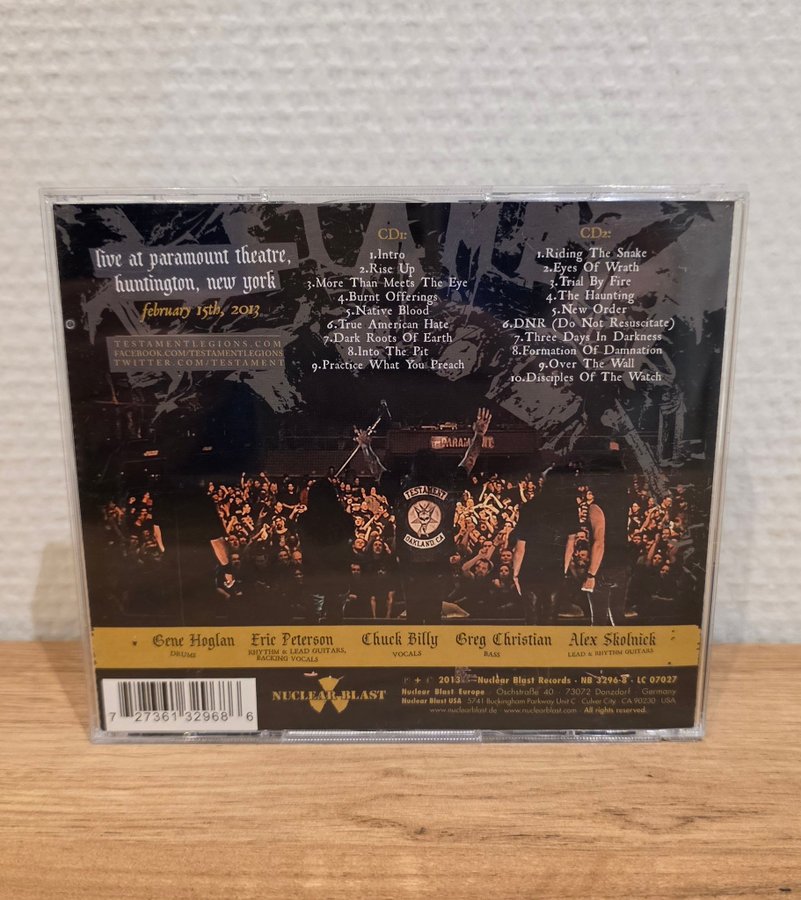 live at paramount theatre,
huntington, new york
february 15th, 2013
TESTAMENTLEGIONS.COM
FACEBOOK.COM/TESTAMENTLEGIONS
TWITTER.COM/TESTAMENT
CD1:
1.Intro
2.Rise Up
3.More Than Meets The Eye
4.Burnt Offerings
5.Native Blood
6.True American Hate
7.Dark Roots Of Earth
8.Into The Pit
9.Practice What You Preach
CD2:
1.Riding The Snake
2.Eyes Of Wrath
3.Trial By Fire
4.The Haunting
5.New Order
6.DNR (Do Not Resuscitate)
7.Three Days In Darkness
8.Formation Of Damnation
9.Over The Wall
10.Disciples Of The Watch
PARAMOUNT
TESTAMENT
OAKLAND CA
Gene Hoglan
DRUMS
Eric Peterson
RHYTHM & LEAD GUITARS,
BACKING VOCALS
Chuck Billy
VOCALS
Greg Christian
BASS
Alex Skolnick
LEAD & RHYTHM GUITARS
7 27361 32968 6
NUCLEAR BLAST
℗ + © 2013 Nuclear Blast Records - NB 3296-8 - LC 07027
Nuclear Blast Europe · Oschstraße 40 · 73072 Donzdorf · Germany
Nuclear Blast USA · 5741 Buckingham Parkway Unit C · Culver City · CA 90230 · USA
www.nuclearblast.de · www.nuclearblast.com · All rights reserved.